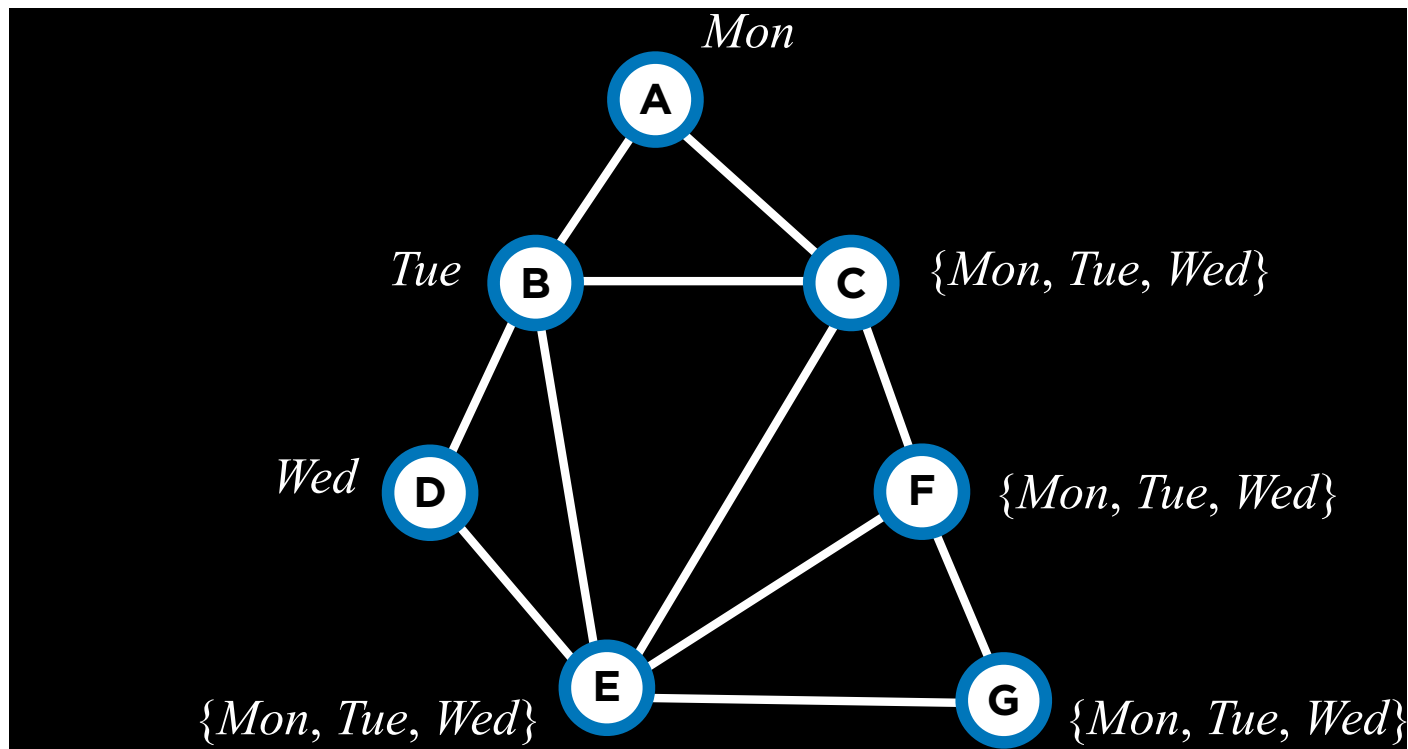 Mon
A
Tue
B
C
{Mon, Tue, Wed}
Wed
D
F
{Mon, Tue, Wed}
E
G
{Mon, Tue, Wed}
{Mon, Tue, Wed}